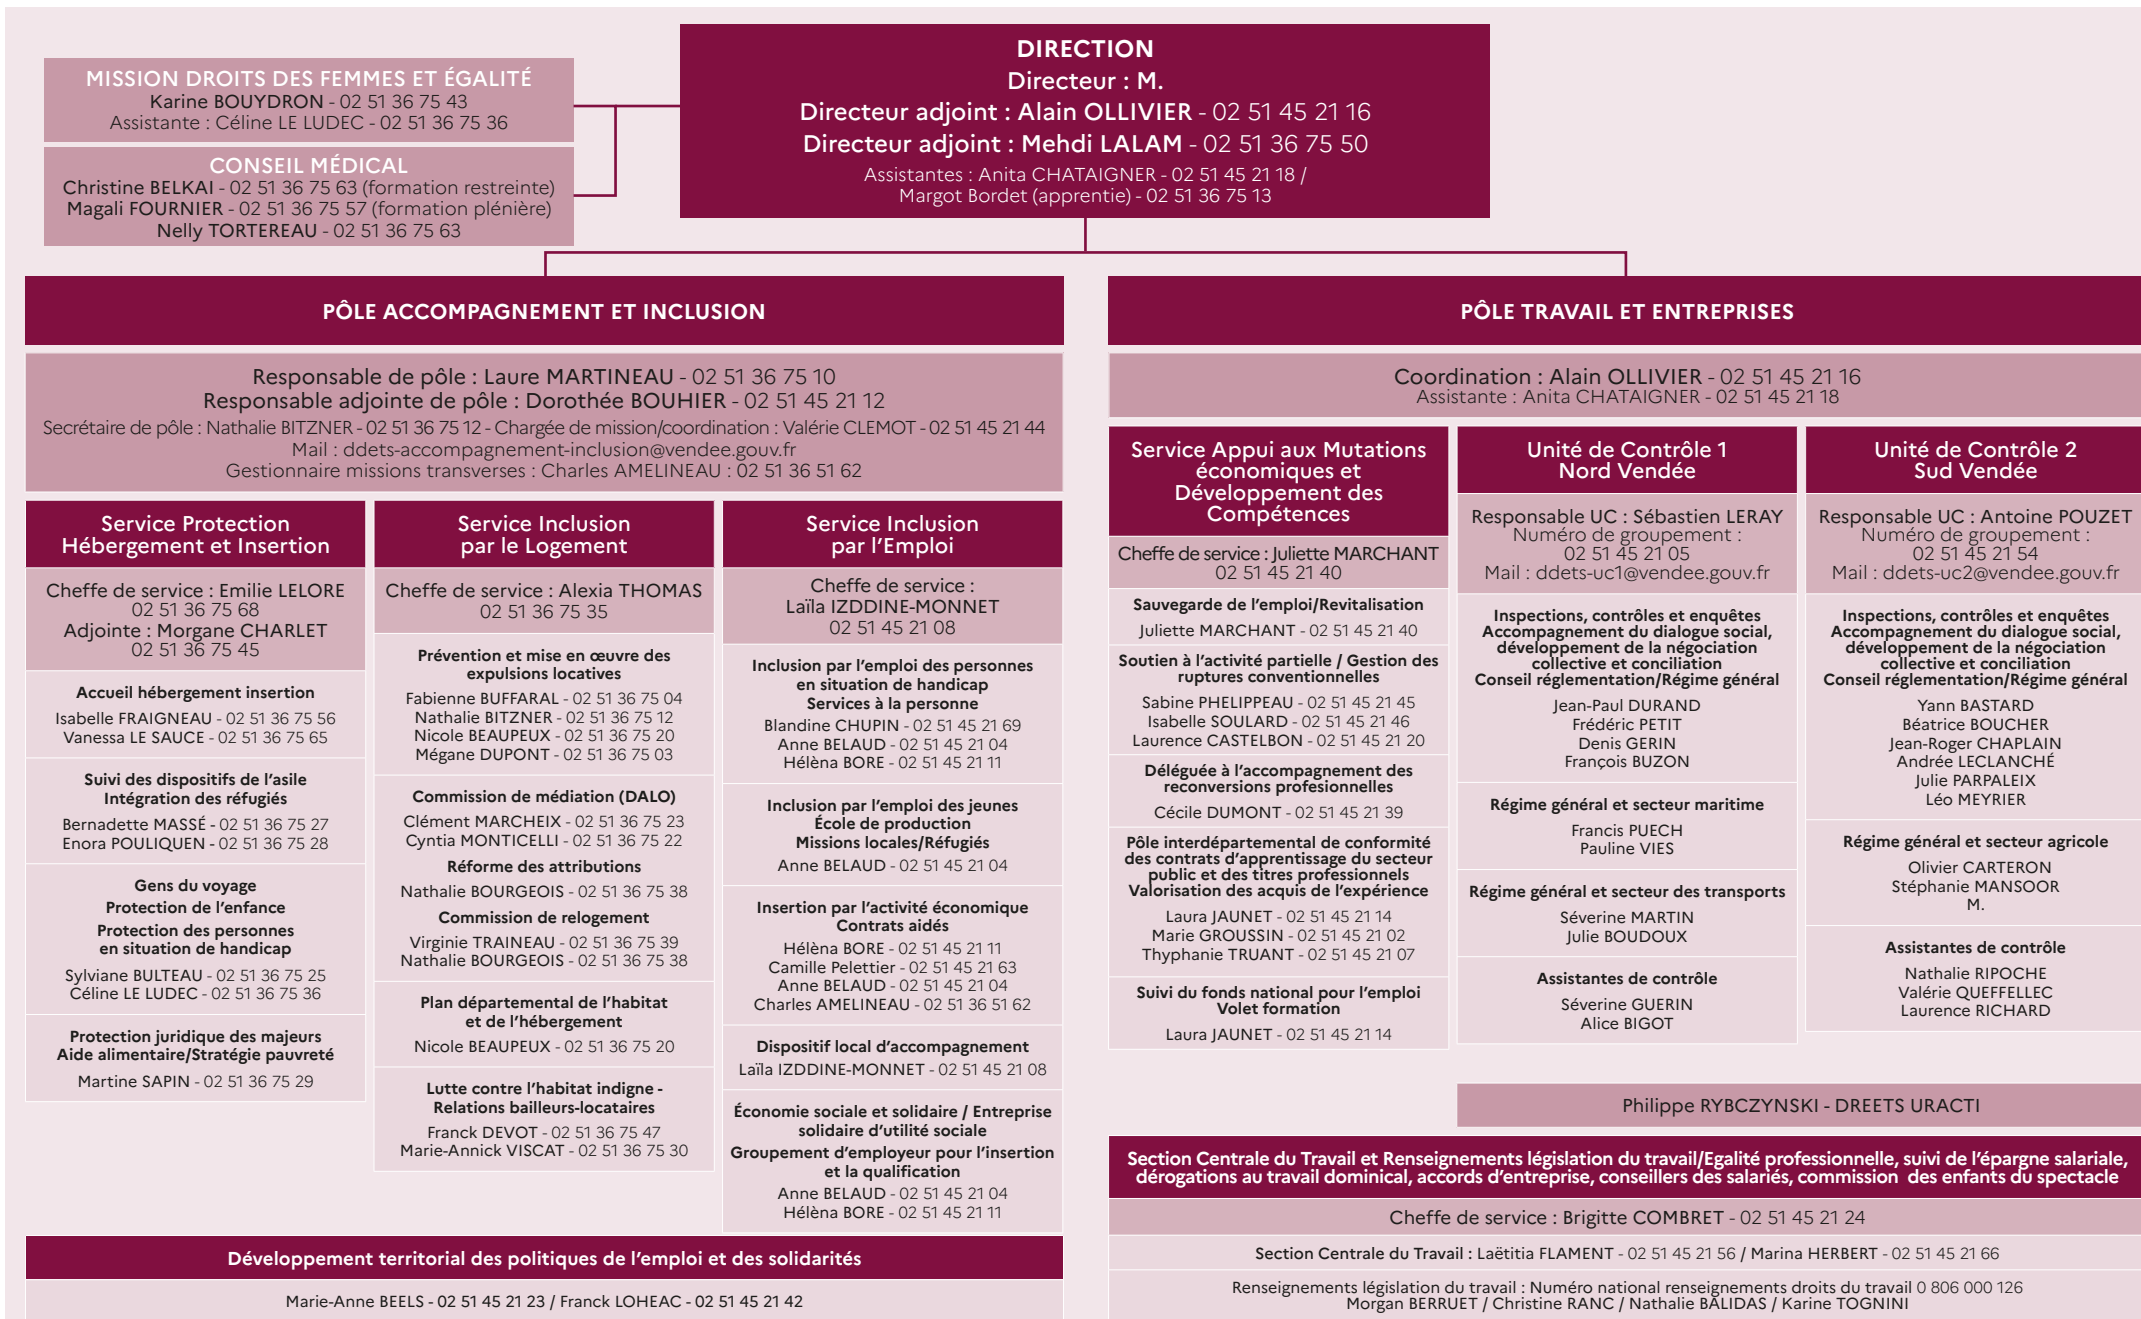 DIRECTION
Directeur : M.
Directeur adjoint : Alain OLLIVIER - 02 51 45 21 16
Directeur adjoint : Mehdi LALAM - 02 51 36 75 50
Assistantes : Anita CHATAIGNER - 02 51 45 21 18 /
Margot Bordet (apprentie) - 02 51 36 75 13
MISSION DROITS DES FEMMES ET ÉGALITÉ
Karine BOUYDRON - 02 51 36 75 43
Assistante : Céline LE LUDEC - 02 51 36 75 36
CONSEIL MÉDICAL
Christine BELKAI - 02 51 36 75 63 (formation restreinte)
Magali FOURNIER - 02 51 36 75 57 (formation plénière)
Nelly TORTEREAU - 02 51 36 75 63
PÔLE ACCOMPAGNEMENT ET INCLUSION
Responsable de pôle : Laure MARTINEAU - 02 51 36 75 10
Responsable adjointe de pôle : Dorothée BOUHIER - 02 51 45 21 12
Secrétaire de pôle : Nathalie BITZNER - 02 51 36 75 12 - Chargée de mission/coordination : Valérie CLEMOT - 02 51 45 21 44
Mail : ddets-accompagnement-inclusion@vendee.gouv.fr
Gestionnaire missions transverses : Charles AMELINEAU : 02 51 36 51 62
Service Protection
Hébergement et Insertion
Cheffe de service : Emilie LELORE
02 51 36 75 68
Adjointe : Morgane CHARLET
02 51 36 75 45
Accueil hébergement insertion
Isabelle FRAIGNEAU - 02 51 36 75 56
Vanessa LE SAUCE - 02 51 36 75 65
Suivi des dispositifs de l'asile
Intégration des réfugiés
Bernadette MASSÉ - 02 51 36 75 27
Enora POULIQUEN - 02 51 36 75 28
Gens du voyage
Protection de l'enfance
Protection des personnes
en situation de handicap
Sylviane BULTEAU - 02 51 36 75 25
Céline LE LUDEC - 02 51 36 75 36
Protection juridique des majeurs
Aide alimentaire/Stratégie pauvreté
Martine SAPIN - 02 51 36 75 29
Service Inclusion
par le Logement
Cheffe de service : Alexia THOMAS
02 51 36 75 35
Prévention et mise en œuvre des
expulsions locatives
Fabienne BUFFARAL - 02 51 36 75 04
Nathalie BITZNER - 02 51 36 75 12
Nicole BEAUPEUX - 02 51 36 75 20
Mégane DUPONT - 02 51 36 75 03
Commission de médiation (DALO)
Clément MARCHEIX - 02 51 36 75 23
Cyntia MONTICELLI - 02 51 36 75 22
Réforme des attributions
Nathalie BOURGEOIS - 02 51 36 75 38
Commission de relogement
Virginie TRAINEAU - 02 51 36 75 39
Nathalie BOURGEOIS - 02 51 36 75 38
Plan départemental de l'habitat
et de l'hébergement
Nicole BEAUPEUX - 02 51 36 75 20
Lutte contre l'habitat indigne -
Relations bailleurs-locataires
Franck DEVOT - 02 51 36 75 47
Marie-Annick VISCAT - 02 51 36 75 30
Service Inclusion
par l'Emploi
Cheffe de service :
Laïla IZDDINE-MONNET
02 51 45 21 08
Inclusion par l'emploi des personnes
en situation de handicap
Services à la personne
Blandine CHUPIN - 02 51 45 21 69
Anne BELAUD - 02 51 45 21 04
Hélèna BORE - 02 51 45 21 11
Inclusion par l'emploi des jeunes
École de production
Missions locales/Réfugiés
Anne BELAUD - 02 51 45 21 04
Insertion par l'activité économique
Contrats aidés
Hélèna BORE - 02 51 45 21 11
Camille Pelettier - 02 51 45 21 63
Anne BELAUD - 02 51 45 21 04
Charles AMELINEAU - 02 51 36 51 62
Dispositif local d'accompagnement
Laïla IZDDINE-MONNET - 02 51 45 21 08
Économie sociale et solidaire / Entreprise
solidaire d'utilité sociale
Groupement d'employeur pour l'insertion
et la qualification
Anne BELAUD - 02 51 45 21 04
Hélèna BORE - 02 51 45 21 11
Développement territorial des politiques de l'emploi et des solidarités
Marie-Anne BEELS - 02 51 45 21 23 / Franck LOHEAC - 02 51 45 21 42
PÔLE TRAVAIL ET ENTREPRISES
Coordination : Alain OLLIVIER - 02 51 45 21 16
Assistante : Anita CHATAIGNER - 02 51 45 21 18
Service Appui aux Mutations
économiques et
Développement des
Compétences
Cheffe de service : Juliette MARCHANT
02 51 45 21 40
Sauvegarde de l'emploi/Revitalisation
Juliette MARCHANT - 02 51 45 21 40
Soutien à l'activité partielle / Gestion des
ruptures conventionnelles
Sabine PHELIPPEAU - 02 51 45 21 45
Isabelle SOULARD - 02 51 45 21 46
Laurence CASTELBON - 02 51 45 21 20
Déléguée à l'accompagnement des
reconversions profesionnelles
Cécile DUMONT - 02 51 45 21 39
Pôle interdépartemental de conformité
des contrats d'apprentissage du secteur
public et des titres professionnels
Valorisation des acquis de l'expérience
Laura JAUNET - 02 51 45 21 14
Marie GROUSSIN - 02 51 45 21 02
Thyphanie TRUANT - 02 51 45 21 07
Suivi du fonds national pour l'emploi
Volet formation
Laura JAUNET - 02 51 45 21 14
Unité de Contrôle 1
Nord Vendée
Responsable UC : Sébastien LERAY
Numéro de groupement :
02 51 45 21 05
Mail : ddets-uc1@vendee.gouv.fr
Inspections, contrôles et enquêtes
Accompagnement du dialogue social,
développement de la négociation
collective et conciliation
Conseil réglementation/Régime général
Jean-Paul DURAND
Frédéric PETIT
Denis GERIN
François BUZON
Régime général et secteur maritime
Francis PUECH
Pauline VIES
Régime général et secteur des transports
Séverine MARTIN
Julie BOUDOUX
Assistantes de contrôle
Séverine GUERIN
Alice BIGOT
Unité de Contrôle 2
Sud Vendée
Responsable UC : Antoine POUZET
Numéro de groupement :
02 51 45 21 54
Mail : ddets-uc2@vendee.gouv.fr
Inspections, contrôles et enquêtes
Accompagnement du dialogue social,
développement de la négociation
collective et conciliation
Conseil réglementation/Régime général
Yann BASTARD
Béatrice BOUCHER
Jean-Roger CHAPLAIN
Andrée LECLANCHÉ
Julie PARPALEIX
Léo MEYRIER
Régime général et secteur agricole
Olivier CARTERON
Stéphanie MANSOOR
M.
Assistantes de contrôle
Nathalie RIPOCHE
Valérie QUEFFELLEC
Laurence RICHARD
Philippe RYBCZYNSKI - DREETS URACTI
Section Centrale du Travail et Renseignements législation du travail/Egalité professionnelle, suivi de l'épargne salariale,
dérogations au travail dominical, accords d'entreprise, conseillers des salariés, commission des enfants du spectacle
Cheffe de service : Brigitte COMBRET - 02 51 45 21 24
Section Centrale du Travail : Laëtitia FLAMENT - 02 51 45 21 56 / Marina HERBERT - 02 51 45 21 66
Renseignements législation du travail : Numéro national renseignements droits du travail 0 806 000 126
Morgan BERRUET / Christine RANC / Nathalie BALIDAS / Karine TOGNINI